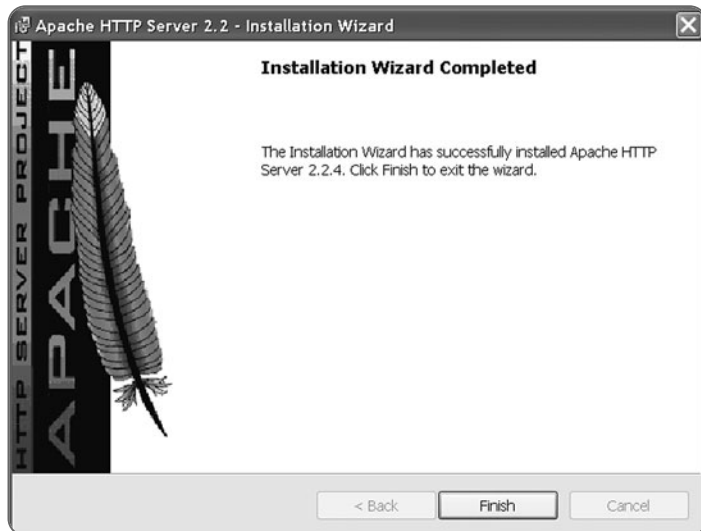 Apache HTTP Server 2.2 - Installation Wizard
HTTP SERVER PROJECT
APACHE
Installation Wizard Completed
The Installation Wizard has successfully installed Apache HTTP
Server 2.2.4. Click Finish to exit the wizard.
< Back
Finish
Cancel